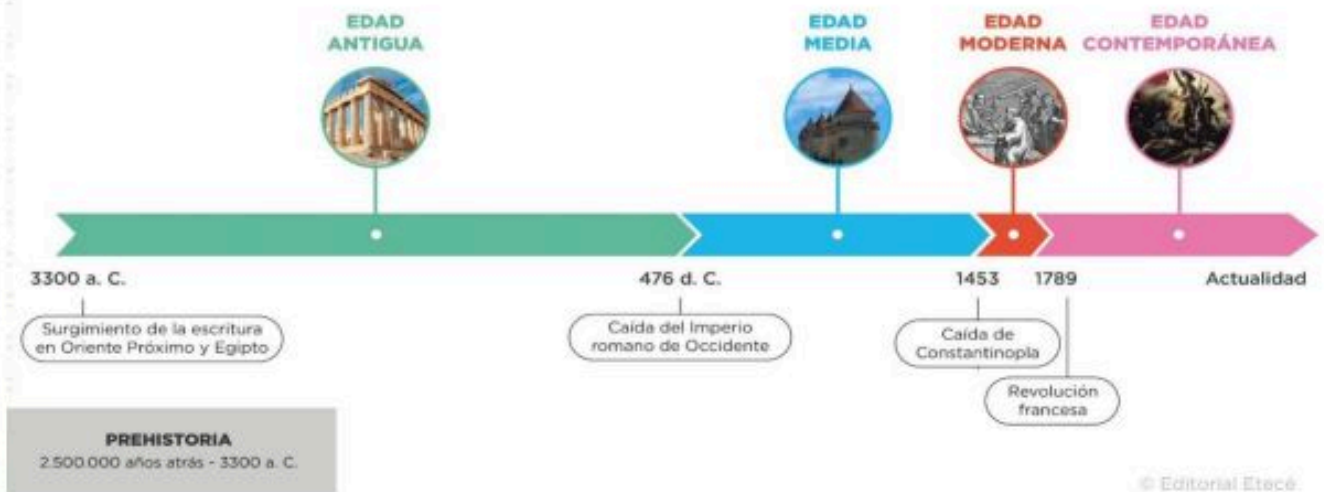 EDAD
ANTIGUA
EDAD
MEDIA
EDAD
MODERNA
EDAD
CONTEMPORÁNEA
3300 a. C.
476 d. C.
1453
1789
Actualidad
Surgimiento de la escritura
en Oriente Próximo y Egipto
Caída del Imperio
romano de Occidente
Caída de
Constantinopla
Revolución
francesa
PREHISTORIA
2.500.000 años atrás - 3300 a. C.
© Editorial Etecé